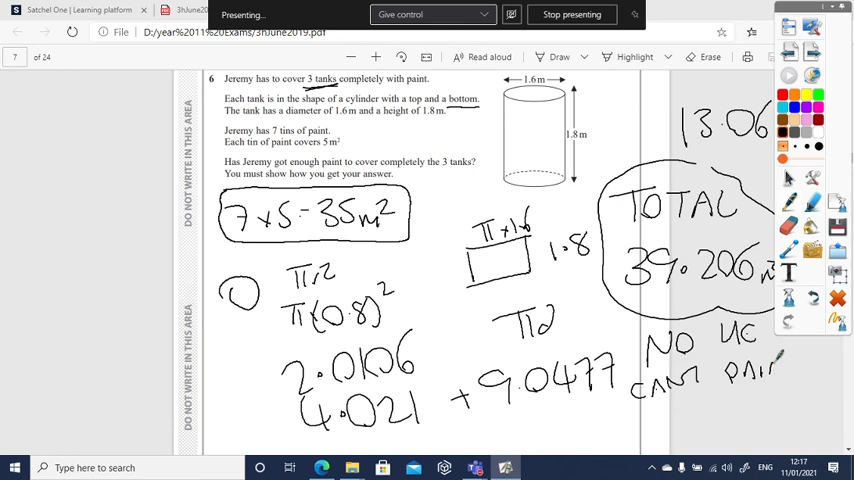 Presenting...
Give control
Stop presenting
Satchel One | Learning platform
3hJune2019
File
D:/year%2011%20Exams/3hJune2019.pdf
7
of 24
Read aloud
Draw
Highlight
Erase
DO NOT WRITE IN THIS AREA
DO NOT WRITE IN THIS AREA
6 Jeremy has to cover 3 tanks completely with paint.
Each tank is in the shape of a cylinder with a top and a bottom.
The tank has a diameter of 1.6 m and a height of 1.8 m.
Jeremy has 7 tins of paint.
Each tin of paint covers 5 m²
Has Jeremy got enough paint to cover completely the 3 tanks?
You must show how you get your answer.
1.6 m
1.8 m
7 x 5 = 35m²
πr2
π(0.8)²
2.0106
4.021
π x 1.6
1.8
πd
+ 9.0477
13.06
TOTAL
39.206m²
NO HE
CANT PAIN
T
Type here to search
ENG
12:17
11/01/2021